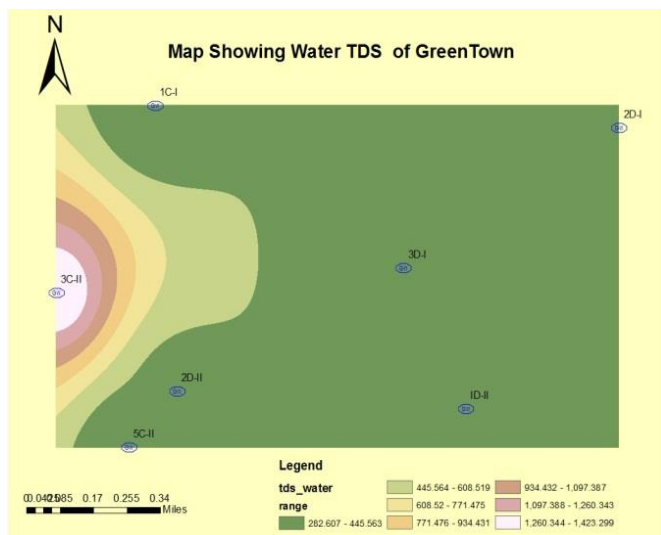 N
Map Showing Water TDS of GreenTown
1C-I
2D-I
3D-I
3C-II
2D-II
ID-II
5C-II
Legend
tds_water
range
282.607 - 445.563
445.564 - 608.519
608.52 - 771.475
771.476 - 934.431
934.432 - 1,097.387
1,097.388 - 1,260.343
1,260.344 - 1,423.299
0.17 0.255 0.34
Miles